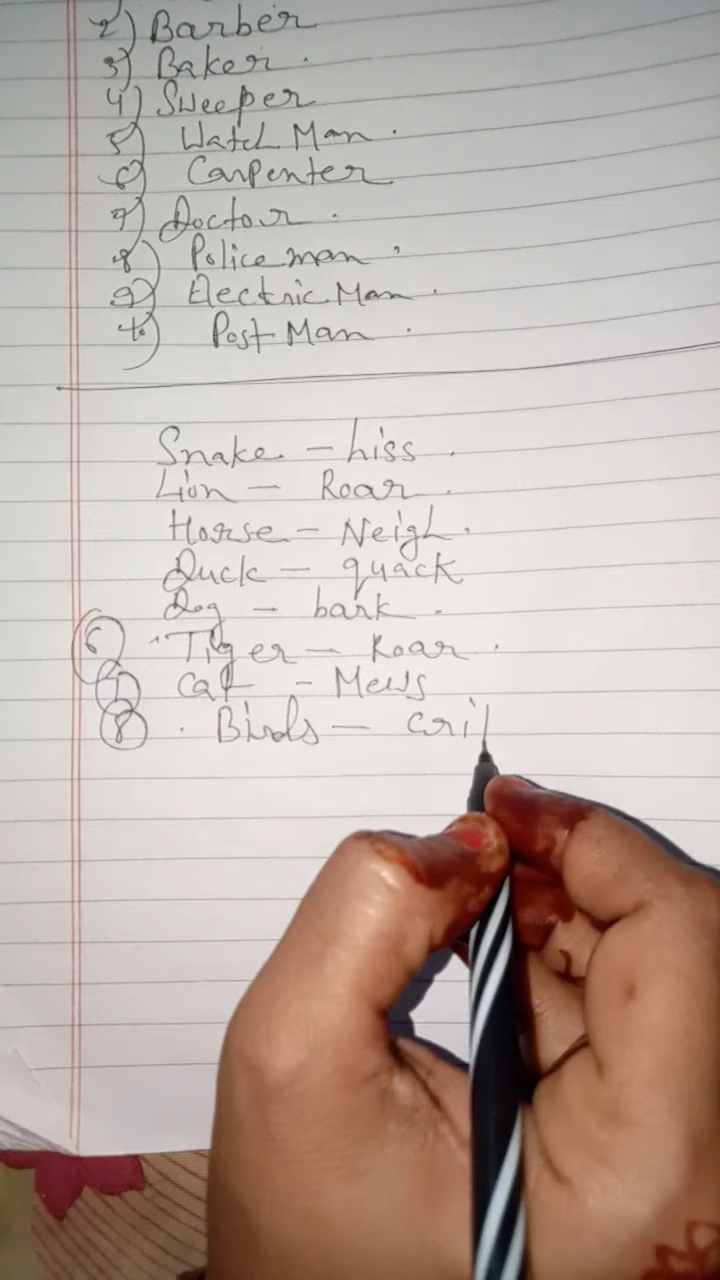 2) Barber
3) Baker.
4) Sweeper
5) Watch Man.
6) Carpenter
7) Doctour.
8) Police man.
9) Electric Man.
10) Post Man.
Snake - hiss.
Lion - Roar.
Horse - Neigh.
Duck - quack
Dog - bark.
6 Tiger - Roar.
7 Cat - Mews
8. Birds - cri